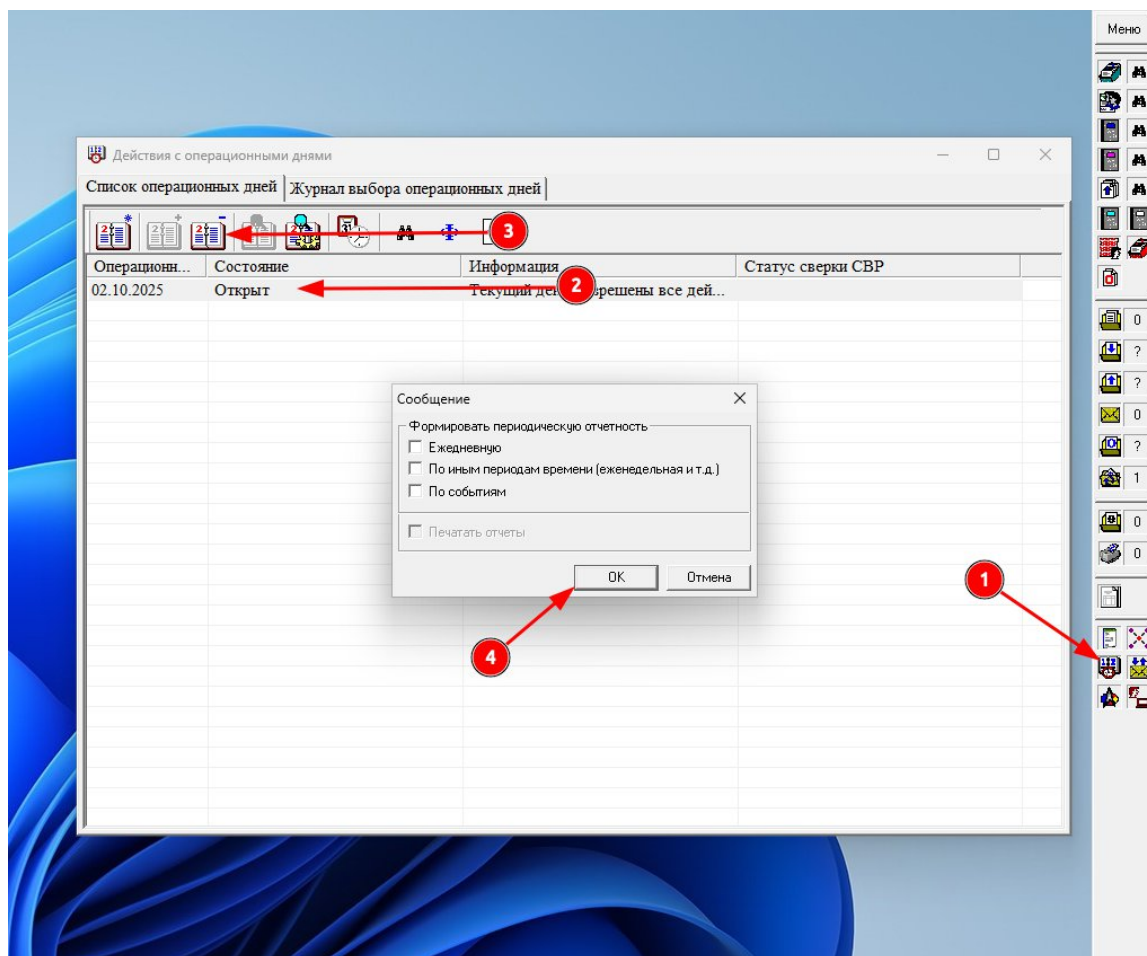 Меню
Действия с операционными днями
Список операционных дней Журнал выбора операционных дней
3
Операционн... Состояние Информация Статус сверки СВР
02.10.2025 Открыт Текущий 2 все дей...
Сообщение
Формировать периодическую отчетность
Ежедневную
По иным периодам времени (еженедельная и т.д.)
По событиям
Печатать отчеты
OK Отмена
4
1
0
?
?
0
?
1
0
0